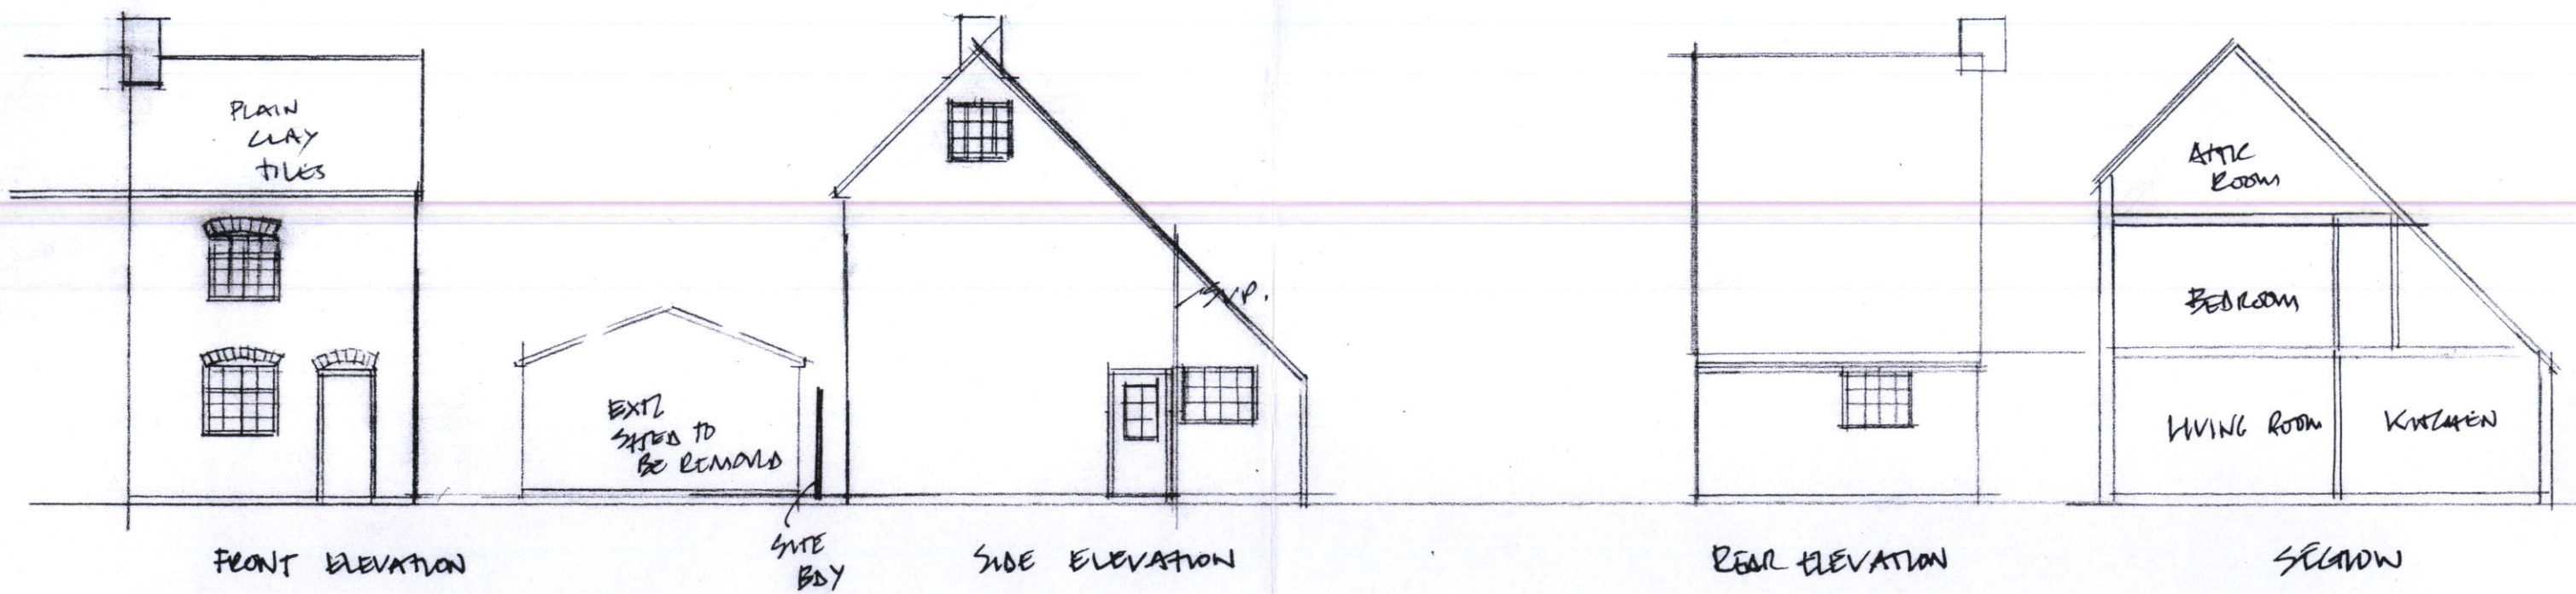 PLAIN
CLAY
TILES
EXTG
SHED TO
BE REMOVED
SITE
BDY
S.V.P.
ATTIC
ROOM
BEDROOM
LIVING ROOM
KITCHEN
FRONT ELEVATION
SIDE ELEVATION
REAR ELEVATION
SECTION